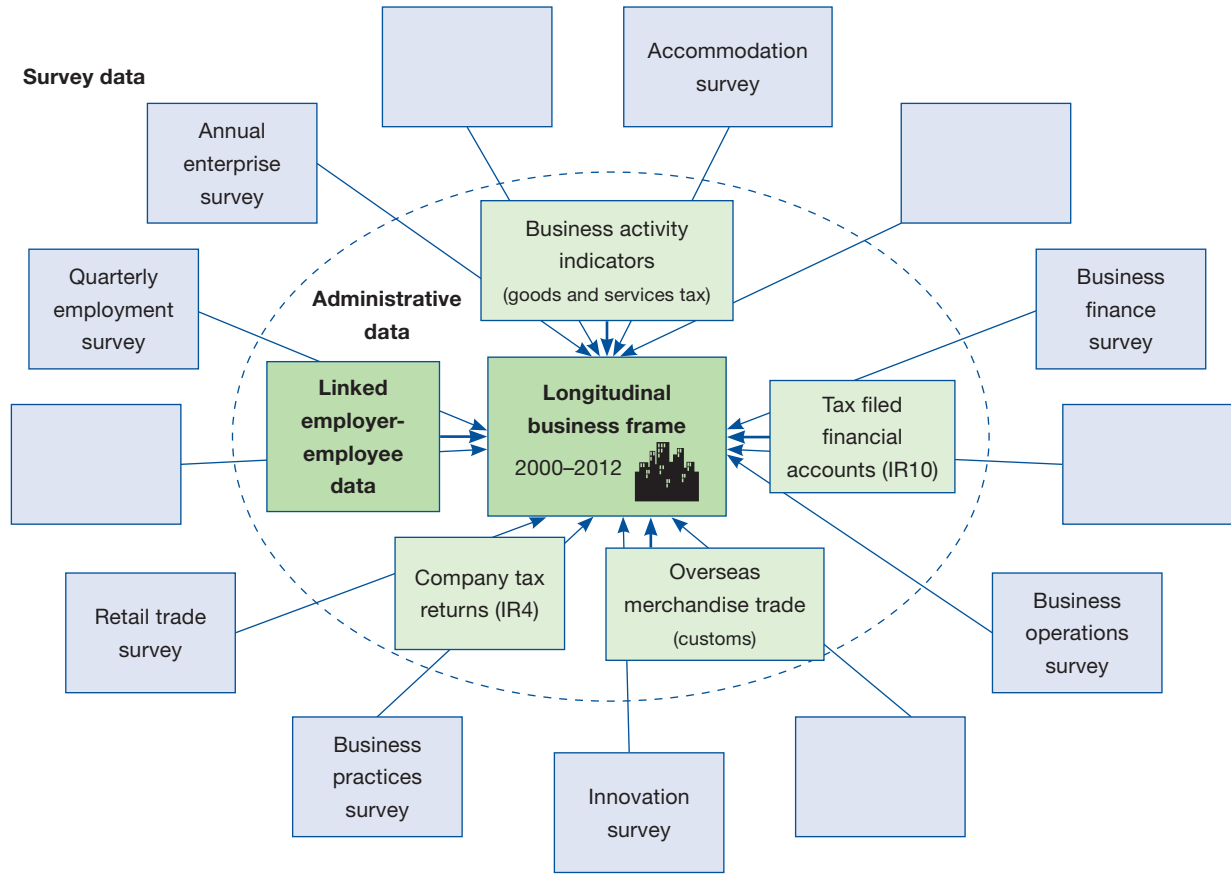 Survey data
Accommodation
survey
Annual
enterprise
survey
Business activity
indicators
(goods and services tax)
Quarterly
employment
survey
Administrative
data
Business
finance
survey
Linked
employer-
employee
data
Longitudinal
business frame
2000–2012
Tax filed
financial
accounts (IR10)
Retail trade
survey
Company tax
returns (IR4)
Overseas
merchandise trade
(customs)
Business
operations
survey
Business
practices
survey
Innovation
survey